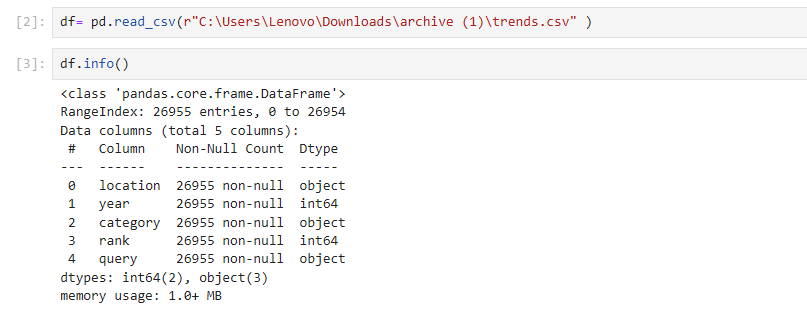 [2]: df= pd.read_csv(r"C:\Users\Lenovo\Downloads\archive (1)\trends.csv" )
[3]: df.info()
<class 'pandas.core.frame.DataFrame'>
RangeIndex: 26955 entries, 0 to 26954
Data columns (total 5 columns):
 #   Column    Non-Null Count  Dtype
---  ------    --------------  -----
 0   location  26955 non-null  object
 1   year      26955 non-null  int64
 2   category  26955 non-null  object
 3   rank      26955 non-null  int64
 4   query     26955 non-null  object
dtypes: int64(2), object(3)
memory usage: 1.0+ MB